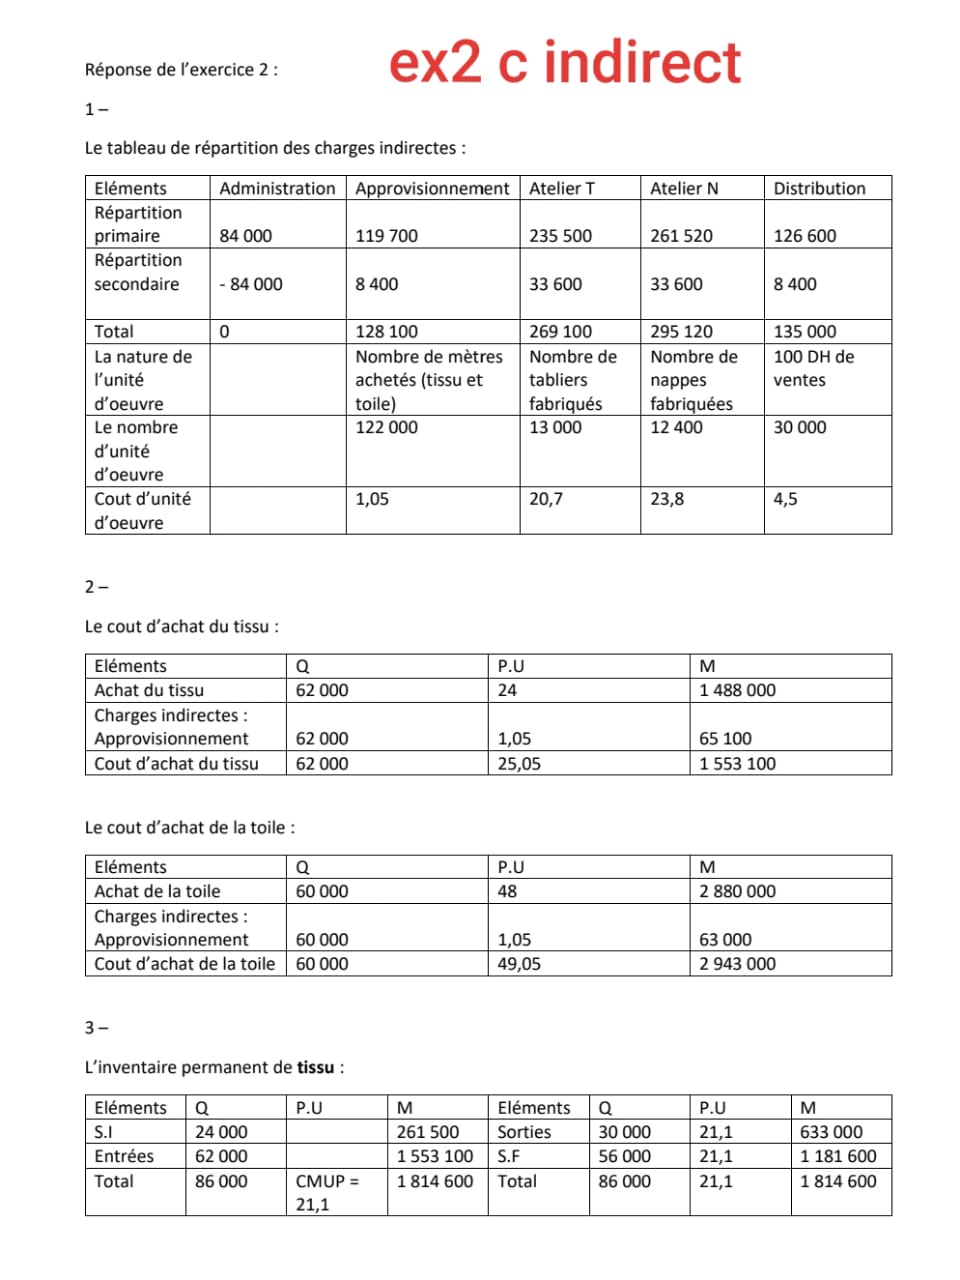 ex2 c indirect
Réponse de l'exercice 2 :
1 –
Le tableau de répartition des charges indirectes :
Eléments Administration Approvisionnement Atelier T Atelier N Distribution
Répartition
primaire 84 000 119 700 235 500 261 520 126 600
Répartition
secondaire - 84 000 8 400 33 600 33 600 8 400
Total 0 128 100 269 100 295 120 135 000
La nature de Nombre de mètres Nombre de Nombre de 100 DH de
l'unité achetés (tissu et tabliers nappes ventes
d'oeuvre toile) fabriqués fabriquées
Le nombre 122 000 13 000 12 400 30 000
d'unité
d'oeuvre
Cout d'unité 1,05 20,7 23,8 4,5
d'oeuvre
2 –
Le cout d'achat du tissu :
Eléments Q P.U M
Achat du tissu 62 000 24 1 488 000
Charges indirectes :
Approvisionnement 62 000 1,05 65 100
Cout d'achat du tissu 62 000 25,05 1 553 100
Le cout d'achat de la toile :
Eléments Q P.U M
Achat de la toile 60 000 48 2 880 000
Charges indirectes :
Approvisionnement 60 000 1,05 63 000
Cout d'achat de la toile 60 000 49,05 2 943 000
3 –
L'inventaire permanent de tissu :
Eléments Q P.U M Eléments Q P.U M
S.I 24 000 261 500 Sorties 30 000 21,1 633 000
Entrées 62 000 1 553 100 S.F 56 000 21,1 1 181 600
Total 86 000 CMUP = 1 814 600 Total 86 000 21,1 1 814 600
21,1